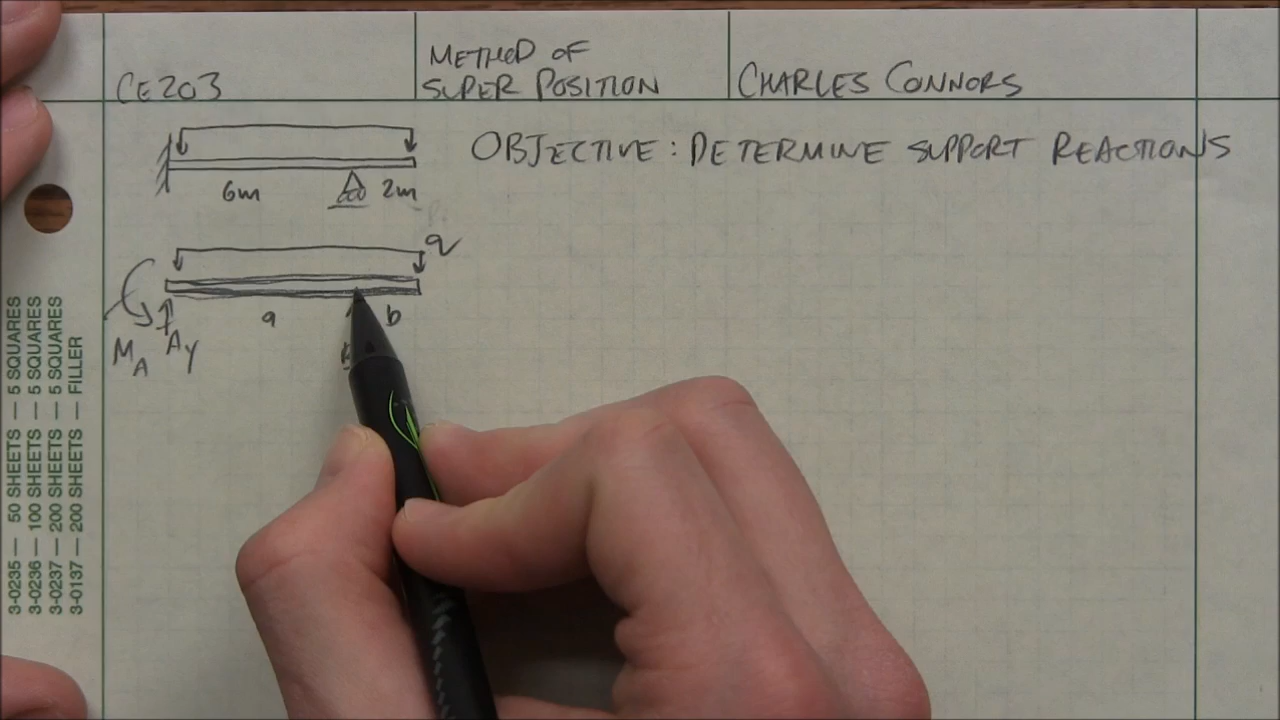 CE203
METHOD OF
SUPER POSITION
CHARLES CONNORS
OBJECTIVE: DETERMINE SUPPORT REACTIONS
6m
2m
q
a
b
MA
Ay
3-0235 — 50 SHEETS — 5 SQUARES
3-0236 — 100 SHEETS — 5 SQUARES
3-0237 — 200 SHEETS — 5 SQUARES
3-0137 — 200 SHEETS — FILLER